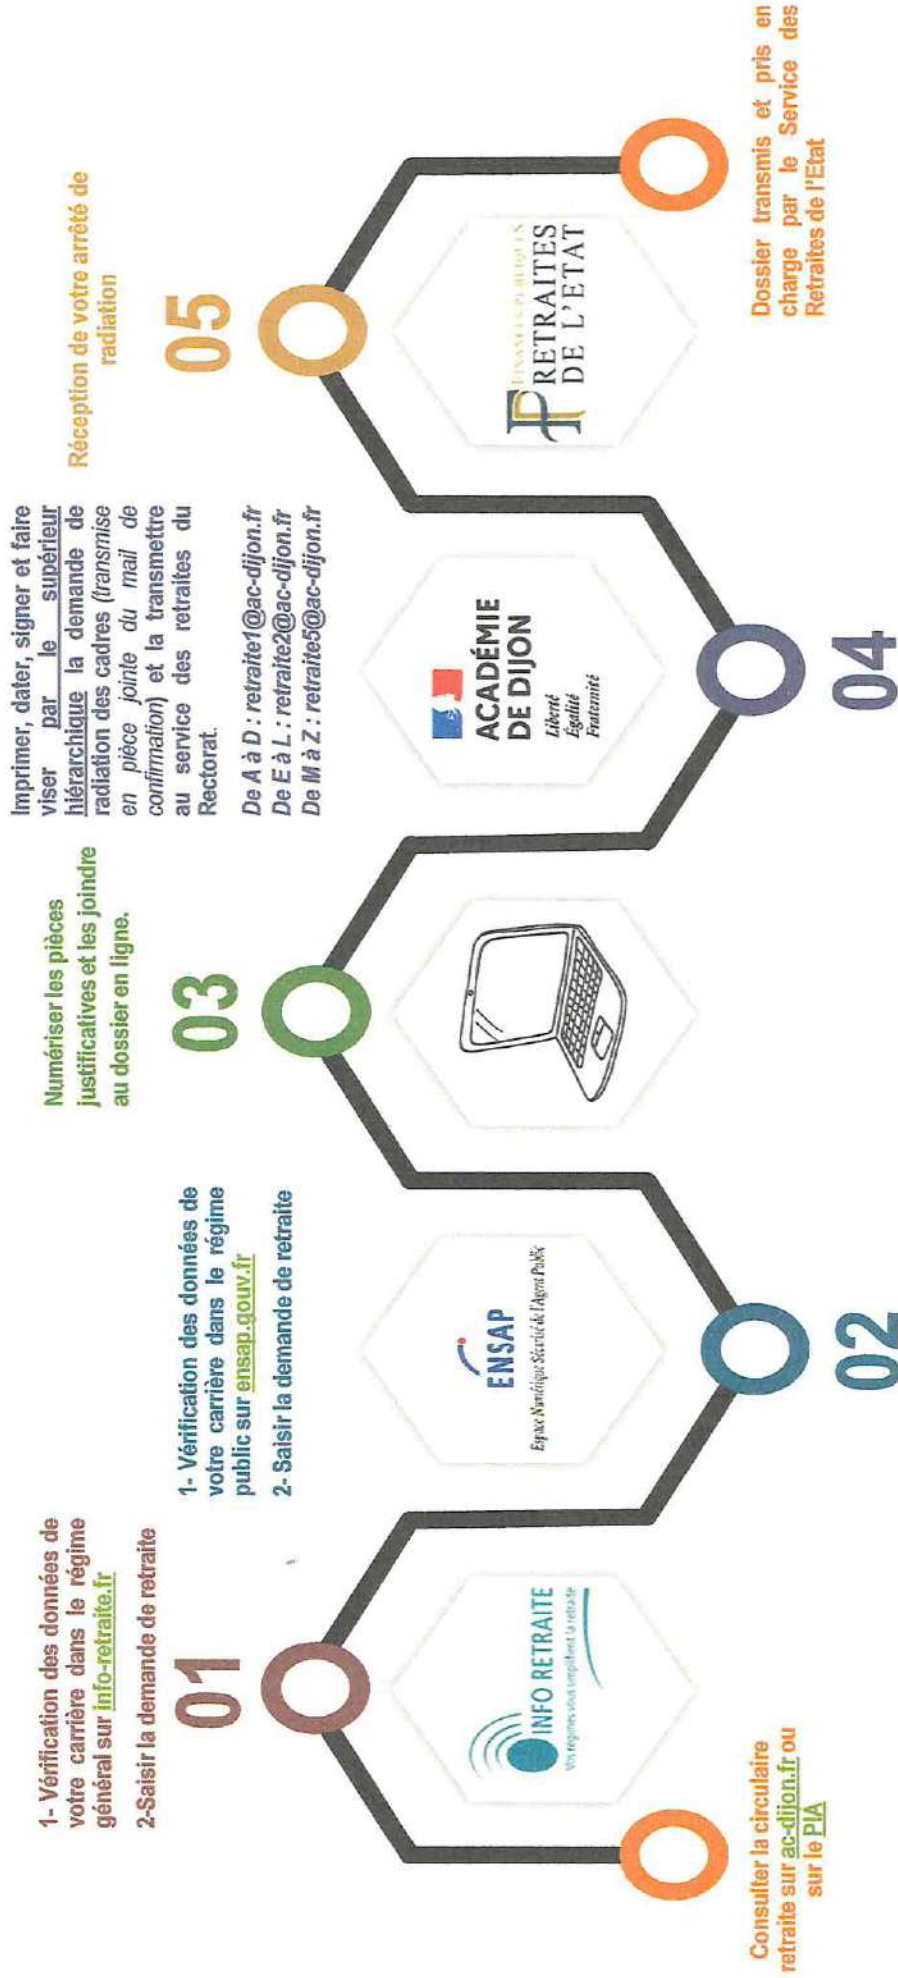 Consulter la circulaire
retraite sur ac-dijon.fr ou
sur le PIA
1- Vérification des données de
votre carrière dans le régime
général sur info-retraite.fr
2-Saisir la demande de retraite
01
INFO RETRAITE
Vos régimes vous simplifient la retraite
1- Vérification des données de
votre carrière dans le régime
public sur ensap.gouv.fr
2- Saisir la demande de retraite
ENSAP
Espace Numérique Sécurisé de l'Agent Public
02
Numériser les pièces
justificatives et les joindre
au dossier en ligne.
03
Imprimer, dater, signer et faire
viser par le supérieur
hiérarchique la demande de
radiation des cadres (transmise
en pièce jointe du mail de
confirmation) et la transmettre
au service des retraites du
Rectorat.
De A à D : retraite1@ac-dijon.fr
De E à L : retraite2@ac-dijon.fr
De M à Z : retraite5@ac-dijon.fr
ACADÉMIE
DE DIJON
Liberté
Égalité
Fraternité
04
Réception de votre arrêté de
radiation
05
FINANCES PUBLIQUES
RETRAITES
DE L'ETAT
Dossier transmis et pris en
charge par le Service des
Retraites de l'Etat